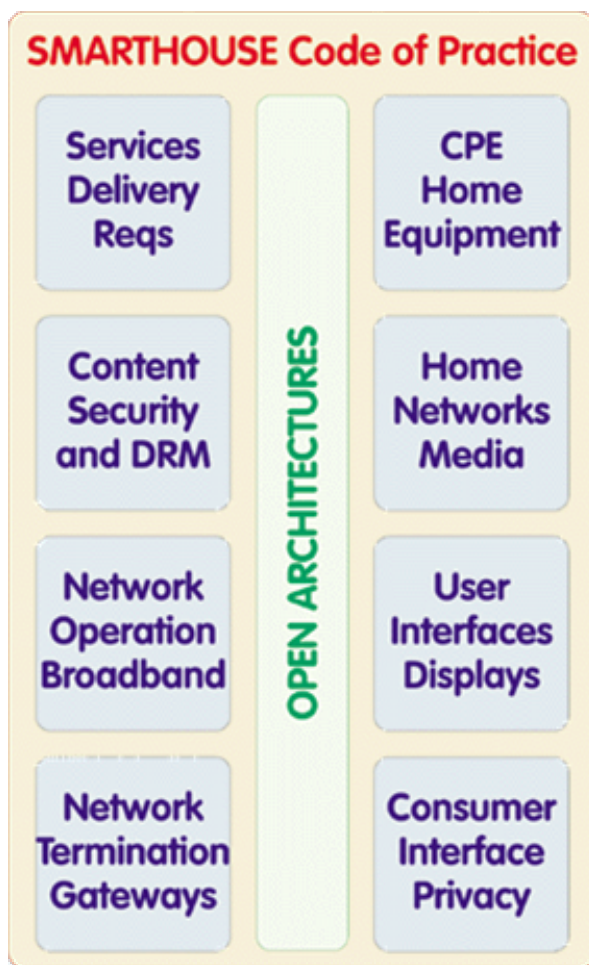 SMARTHOUSE Code of Practice
Services
Delivery
Reqs
Content
Security
and DRM
Network
Operation
Broadband
Network
Termination
Gateways
OPEN ARCHITECTURES
CPE
Home
Equipment
Home
Networks
Media
User
Interfaces
Displays
Consumer
Interface
Privacy